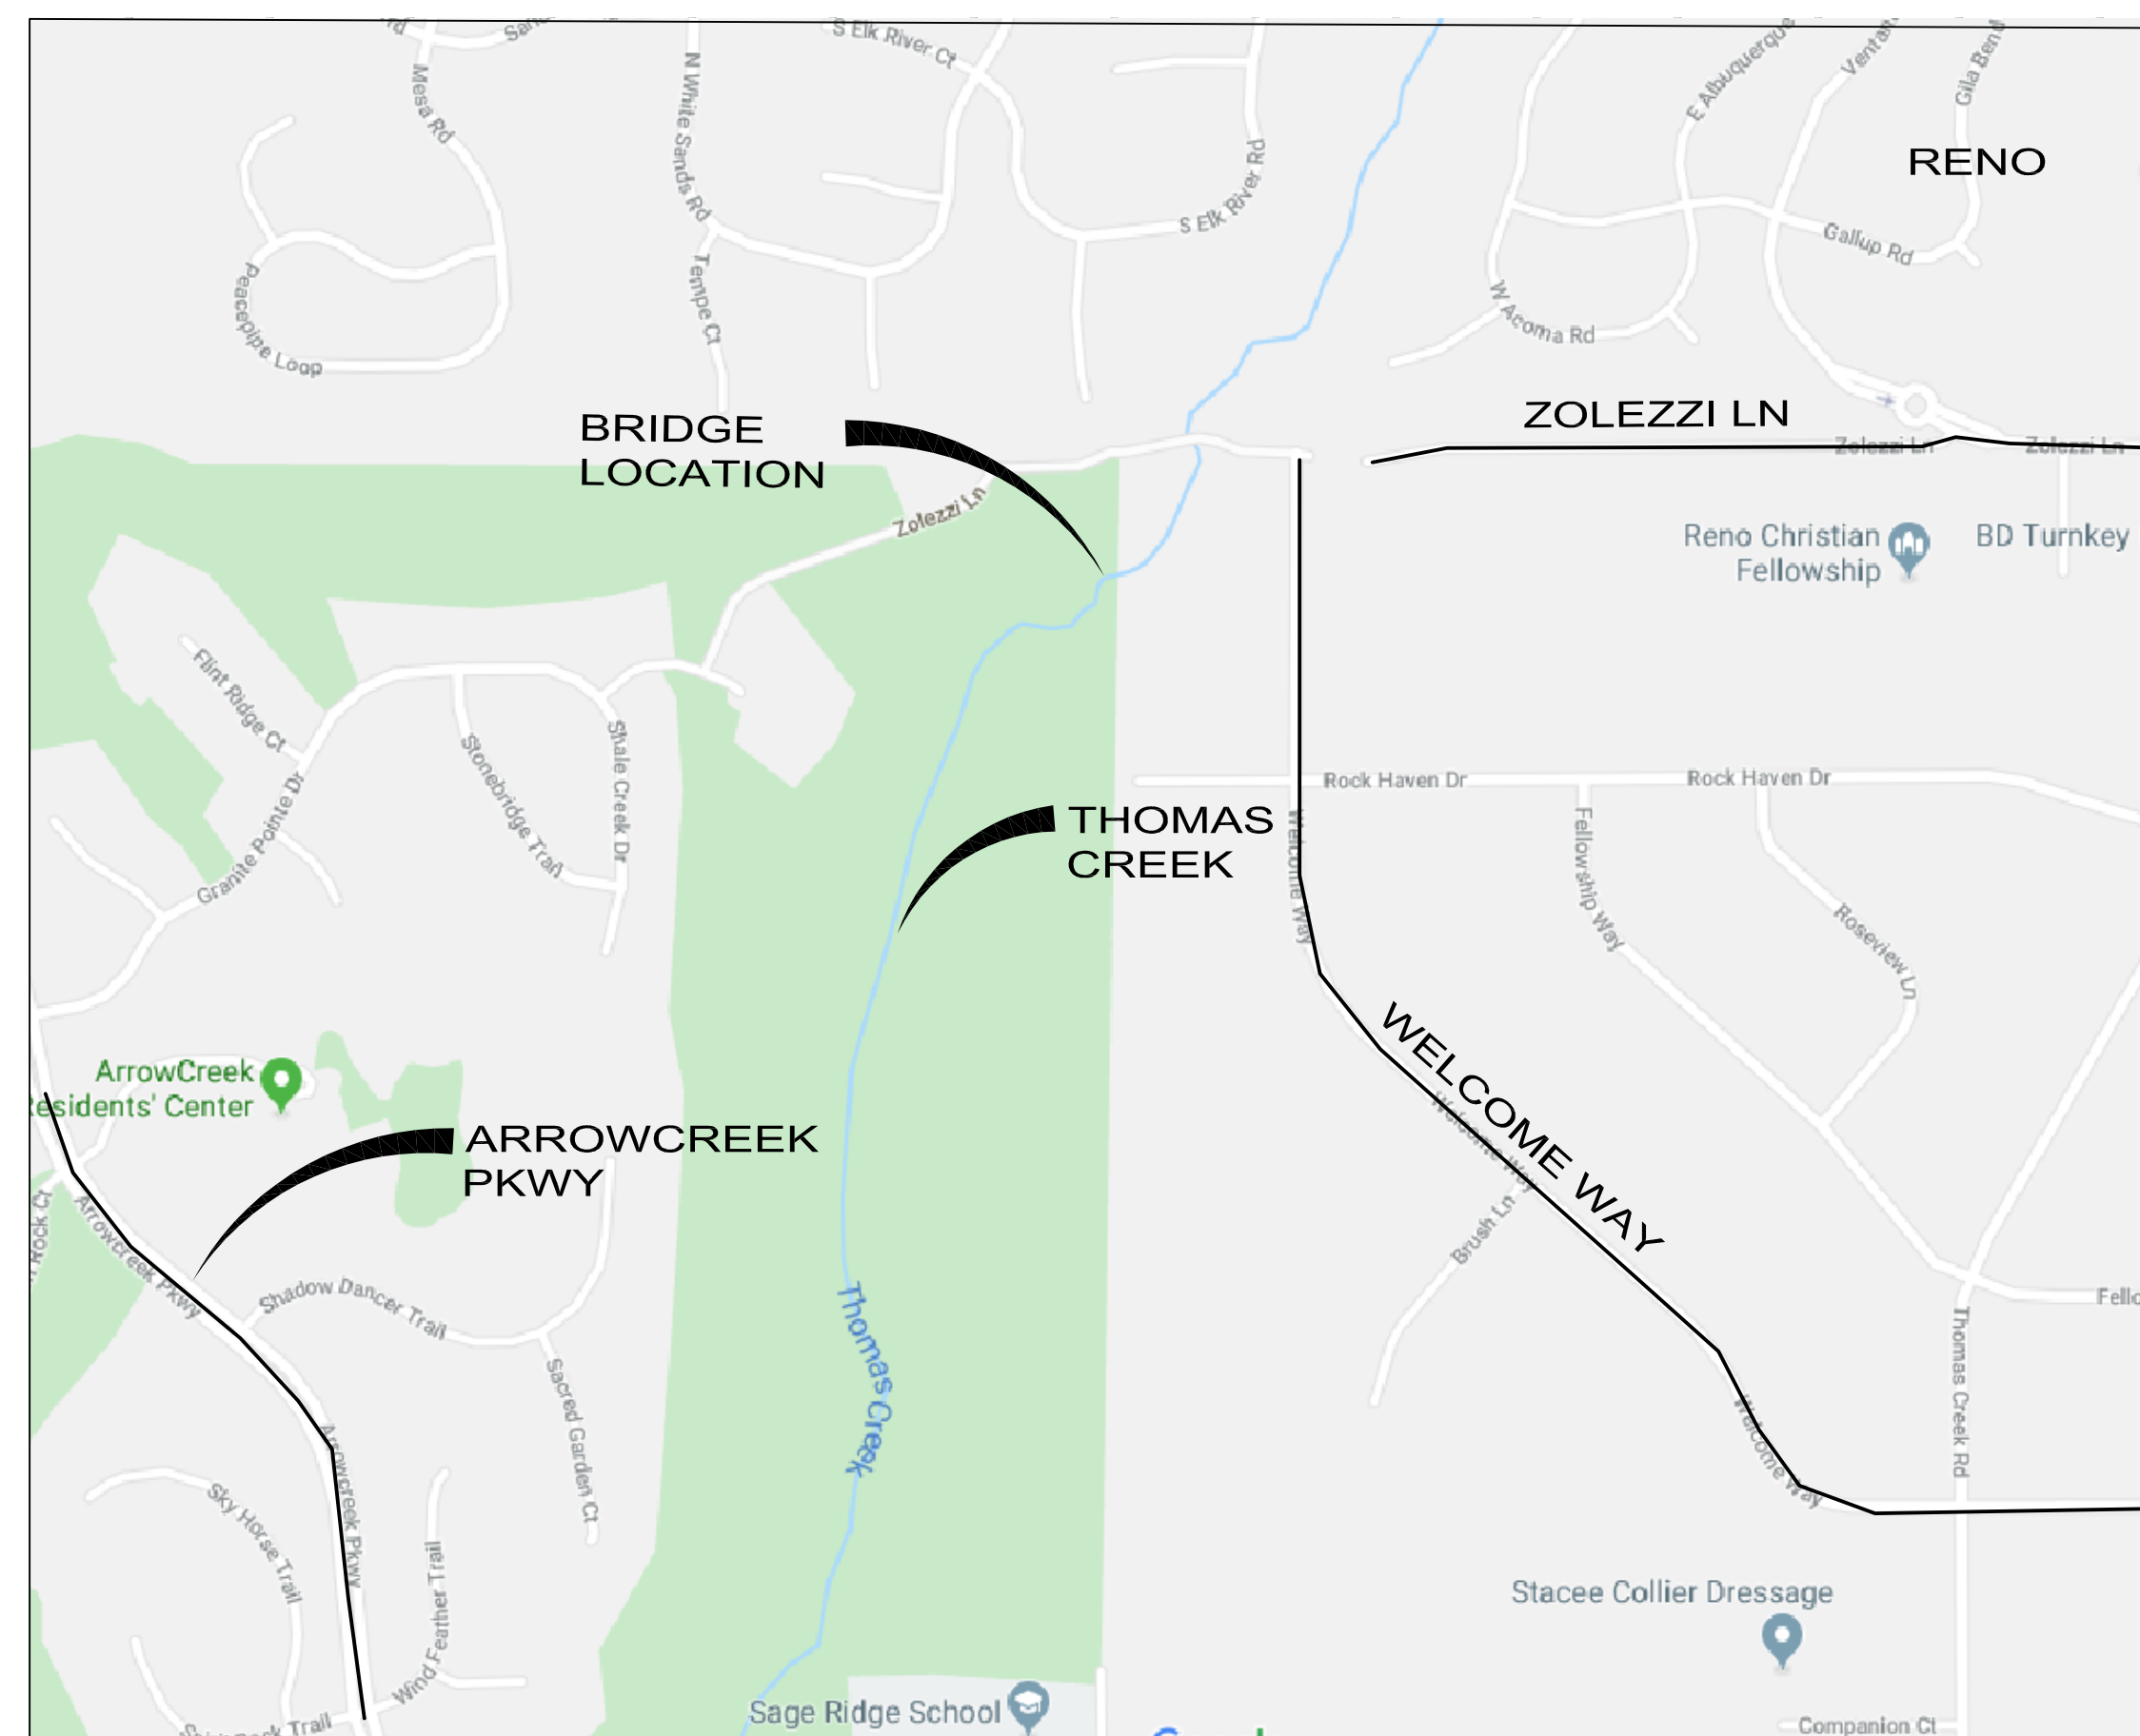 S Elk River Ct
Mesa Rd
N White Sands Rd
E Albuquerque
Gila Bend
RENO
S Elk River Rd
Gallup Rd
Peacepipe Loop
Tempe Ct
W Acoma Rd
BRIDGE
LOCATION
ZOLEZZI LN
Zolezzi Ln
Zolezzi Ln
Zolezzi Ln
Reno Christian
Fellowship
BD Turnkey
Flint Ridge Ct
Stonebridge Trail
Shale Creek Dr
Granite Pointe Dr
Rock Haven Dr
Rock Haven Dr
THOMAS
CREEK
Welcome Way
Fellowship Way
Roseview Ln
ArrowCreek
Residents' Center
WELCOME WAY
Welcome Way
ARROWCREEK
PKWY
Rock Ct
Arrowcreek Pkwy
Brush Ln
Shadow Dancer Trail
Thomas Creek
Fello
Thomas Creek Rd
Sacred Garden Ct
Welcome Way
Arrowcreek Pkwy
Sky Horse Trail
Wind Feather Trail
Stacee Collier Dressage
Sage Ridge School
Rock Trail
Companion Ct